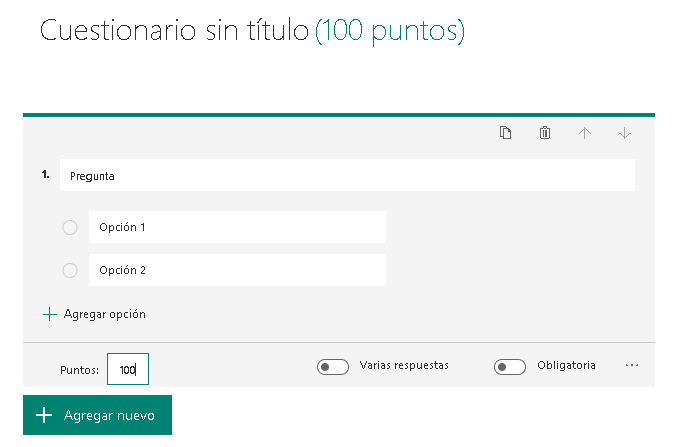 Cuestionario sin título (100 puntos)
1. Pregunta
Opción 1
Opción 2
Agregar opción
Puntos: 100 Varias respuestas Obligatoria ...
Agregar nuevo